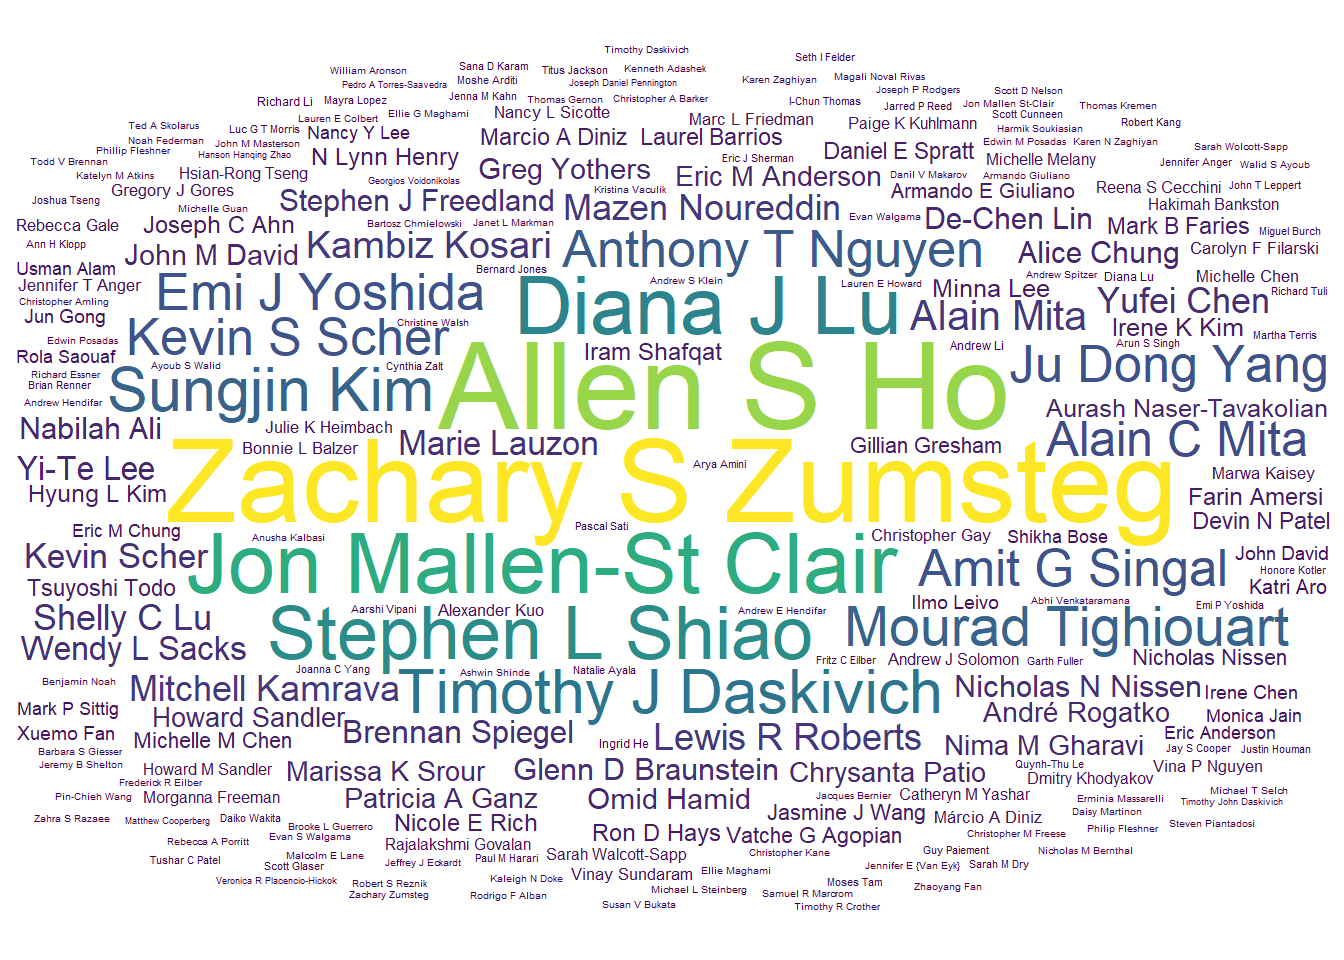 Timothy Daskivich
Seth I Felder
William Aronson
Sana D Karam
Titus Jackson
Kenneth Adashek
Pedro A Torres-Saavedra
Moshe Arditi
Joseph Daniel Pennington
Karen Zaghiyan
Magali Noval Rivas
Joseph P Rodgers
Scott D Nelson
Richard Li
Mayra Lopez
Jenna M Kahn
Thomas Gernon
Christopher A Barker
I-Chun Thomas
Jarred P Reed
Jon Mallen St-Clair
Thomas Kremen
Lauren E Colbert
Ellie G Maghami
Nancy L Sicotte
Marc L Friedman
Paige K Kuhlmann
Scott Cunneen
Robert Kang
Ted A Skolarus
Luc G T Morris
Nancy Y Lee
Marcio A Diniz
Laurel Barrios
Harmik Soukiasian
Noah Federman
John M Masterson
Daniel E Spratt
Edwin M Posadas
Karen N Zaghiyan
Phillip Fleshner
Hanson Hanqing Zhao
N Lynn Henry
Greg Yothers
Eric J Sherman
Michelle Melany
Sarah Wolcott-Sapp
Todd V Brennan
Katelyn M Atkins
Hsian-Rong Tseng
Georgios Voidonikolas
Eric M Anderson
Danil V Makarov
Armando Giuliano
Jennifer Anger
Walid S Ayoub
Joshua Tseng
Gregory J Gores
Stephen J Freedland
Kristina Vaculik
Armando E Giuliano
Reena S Cecchini
John T Leppert
Michelle Guan
Mazen Noureddin
Hakimah Bankston
Rebecca Gale
Joseph C Ahn
Bartosz Chmielowski
Janet L Markman
Evan Walgama
De-Chen Lin
Mark B Faries
Miguel Burch
Ann H Klopp
John M David
Kambiz Kosari
Anthony T Nguyen
Alice Chung
Carolyn F Filarski
Usman Alam
Bernard Jones
Jennifer T Anger
Emi J Yoshida
Andrew S Klein
Lauren E Howard
Minna Lee
Andrew Spitzer
Diana Lu
Michelle Chen
Richard Tuli
Christopher Amling
Diana J Lu
Alain Mita
Yufei Chen
Jun Gong
Kevin S Scher
Christine Walsh
Irene K Kim
Martha Terris
Edwin Posadas
Iram Shafqat
Andrew Li
Arun S Singh
Rola Saouaf
Ayoub S Walid
Cynthia Zalt
Allen S Ho
Ju Dong Yang
Richard Essner
Brian Renner
Sungjin Kim
Andrew Hendifar
Aurash Naser-Tavakolian
Nabilah Ali
Julie K Heimbach
Marie Lauzon
Gillian Gresham
Alain C Mita
Bonnie L Balzer
Yi-Te Lee
Zachary S Zumsteg
Arya Amini
Marwa Kaisey
Hyung L Kim
Farin Amersi
Devin N Patel
Eric M Chung
Anusha Kalbasi
Pascal Sati
Christopher Gay
Shikha Bose
John David
Kevin Scher
Jon Mallen-St Clair
Amit G Singal
Honore Kotler
Tsuyoshi Todo
Katri Aro
Shelly C Lu
Aarshi Vipani
Alexander Kuo
Andrew E Hendifar
Ilmo Leivo
Abhi Venkataramana
Emi P Yoshida
Wendy L Sacks
Stephen L Shiao
Mourad Tighiouart
Joanna C Yang
Ashwin Shinde
Natalie Ayala
Fritz C Eilber
Andrew J Solomon
Garth Fuller
Nicholas Nissen
Benjamin Noah
Mitchell Kamrava
Timothy J Daskivich
Nicholas N Nissen
Irene Chen
Mark P Sittig
Howard Sandler
André Rogatko
Monica Jain
Xuemo Fan
Michelle M Chen
Brennan Spiegel
Ingrid He
Lewis R Roberts
Nima M Gharavi
Eric Anderson
Barbara S Giesser
Jay S Cooper
Justin Houman
Jeremy B Shelton
Howard M Sandler
Marissa K Srour
Glenn D Braunstein
Chrysanta Patio
Quynh-Thu Le
Vina P Nguyen
Frederick R Eilber
Dmitry Khodyakov
Pin-Chieh Wang
Morganna Freeman
Patricia A Ganz
Omid Hamid
Jacques Bernier
Catheryn M Yashar
Michael T Selch
Erminia Massarelli
Timothy John Daskivich
Zahra S Razaee
Matthew Cooperberg
Daiko Wakita
Nicole E Rich
Jasmine J Wang
Márcio A Diniz
Daisy Martinon
Steven Piantadosi
Brooke L Guerrero
Ron D Hays
Vatche G Agopian
Christopher M Freese
Philip Fleshner
Rebecca A Porritt
Evan S Walgama
Rajalakshmi Govalan
Tushar C Patel
Malcolm E Lane
Scott Glaser
Jeffrey J Eckardt
Paul M Harari
Sarah Walcott-Sapp
Christopher Kane
Guy Paiement
Nicholas M Bernthal
Veronica R Placencio-Hickok
Robert S Reznik
Kaleigh N Doke
Vinay Sundaram
Ellie Maghami
Moses Tam
Jennifer E {Van Eyk}
Sarah M Dry
Zachary Zumsteg
Rodrigo F Alban
Michael L Steinberg
Samuel R Marcrom
Zhaoyang Fan
Susan V Bukata
Timothy R Crother